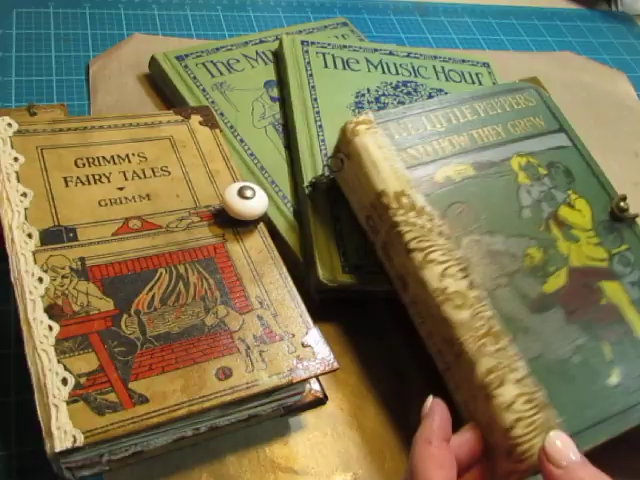 GRIMM'S
FAIRY TALES
GRIMM
The Mu
The Music Hour
LITTLE PEPPERS
AND HOW THEY GREW